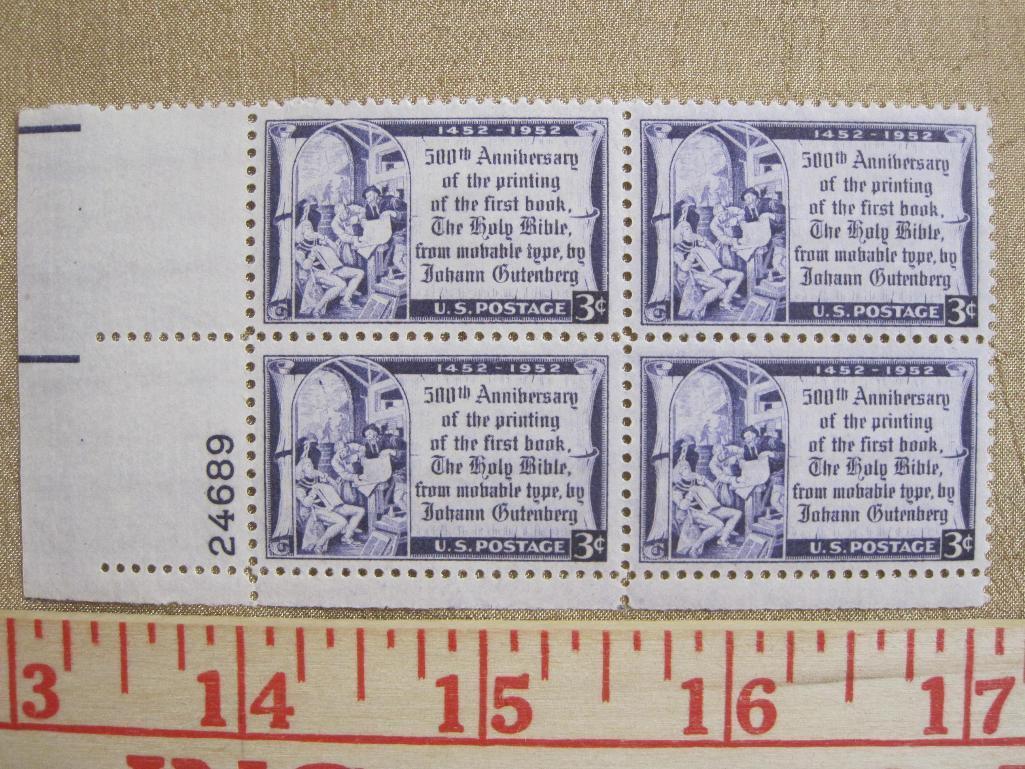 1452-1952
500th Anniversary
of the printing
of the first book,
The Holy Bible,
from movable type, by
Johann Gutenberg
U.S. POSTAGE 3¢
1452-1952
500th Anniversary
of the printing
of the first book,
The Holy Bible,
from movable type, by
Johann Gutenberg
U.S. POSTAGE 3¢
24689
1452-1952
500th Anniversary
of the printing
of the first book,
The Holy Bible,
from movable type, by
Johann Gutenberg
U.S. POSTAGE 3¢
1452-1952
500th Anniversary
of the printing
of the first book,
The Holy Bible,
from movable type, by
Johann Gutenberg
U.S. POSTAGE 3¢
3 14 15 16 17